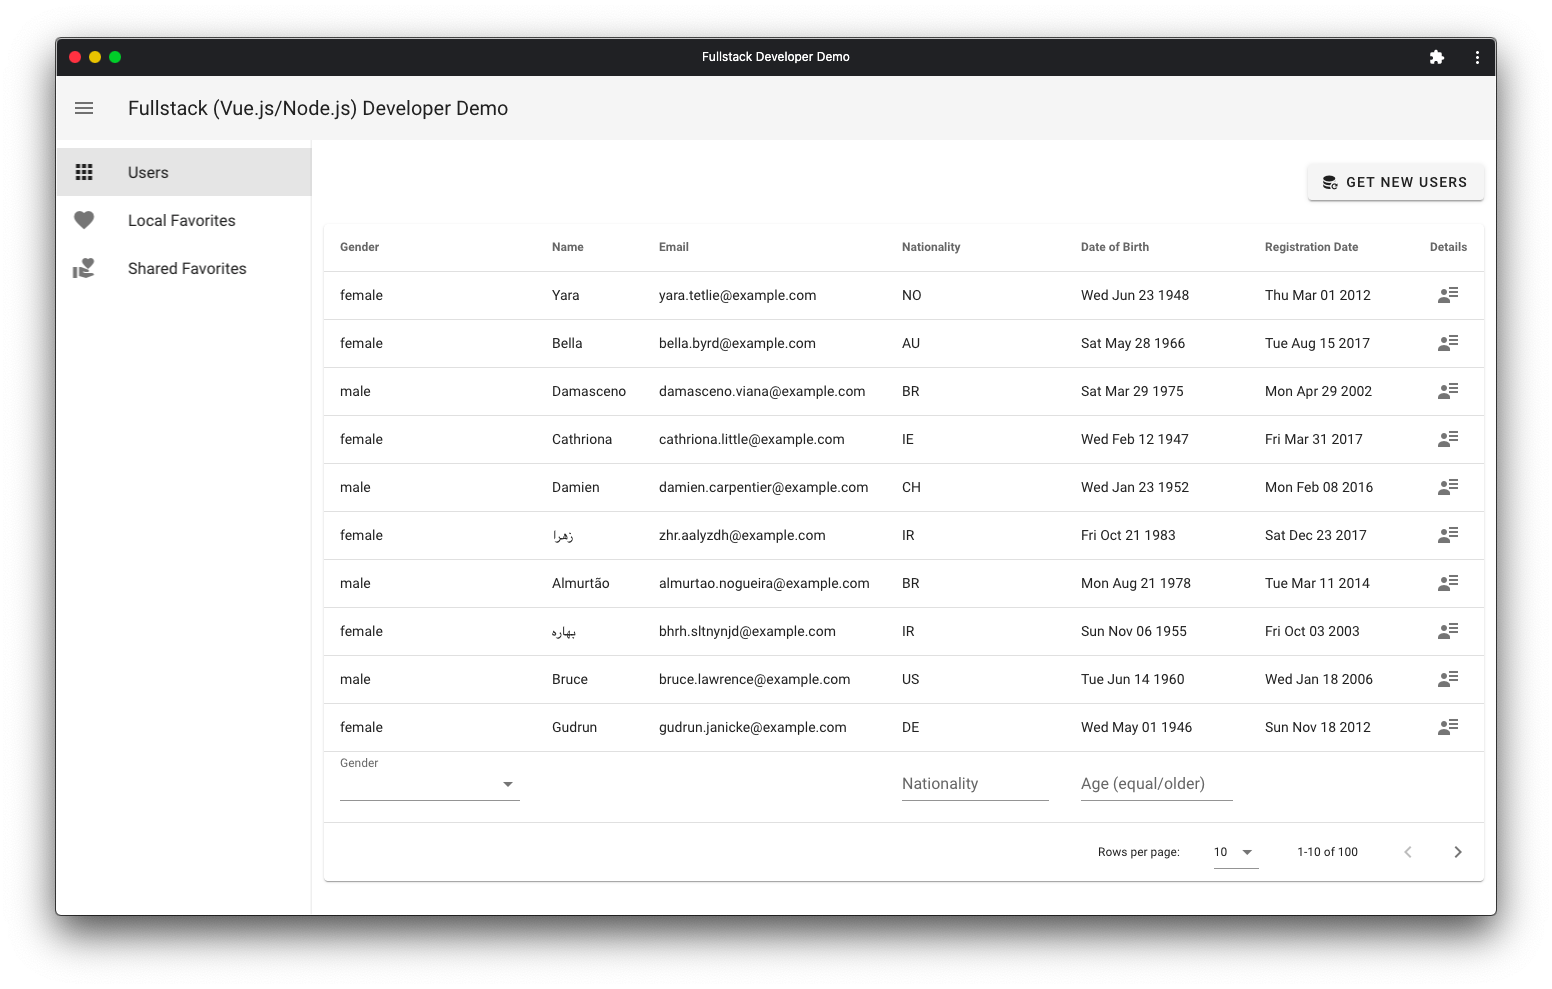 Fullstack Developer Demo
Fullstack (Vue.js/Node.js) Developer Demo
Users
Local Favorites
Shared Favorites
GET NEW USERS
Gender Name Email Nationality Date of Birth Registration Date Details
female Yara yara.tetlie@example.com NO Wed Jun 23 1948 Thu Mar 01 2012
female Bella bella.byrd@example.com AU Sat May 28 1966 Tue Aug 15 2017
male Damasceno damasceno.viana@example.com BR Sat Mar 29 1975 Mon Apr 29 2002
female Cathriona cathriona.little@example.com IE Wed Feb 12 1947 Fri Mar 31 2017
male Damien damien.carpentier@example.com CH Wed Jan 23 1952 Mon Feb 08 2016
female زهرا zhr.aalyzdh@example.com IR Fri Oct 21 1983 Sat Dec 23 2017
male Almurtão almurtao.nogueira@example.com BR Mon Aug 21 1978 Tue Mar 11 2014
female بهاره bhrh.sltnynjd@example.com IR Sun Nov 06 1955 Fri Oct 03 2003
male Bruce bruce.lawrence@example.com US Tue Jun 14 1960 Wed Jan 18 2006
female Gudrun gudrun.janicke@example.com DE Wed May 01 1946 Sun Nov 18 2012
Gender
Nationality Age (equal/older)
Rows per page: 10 1-10 of 100